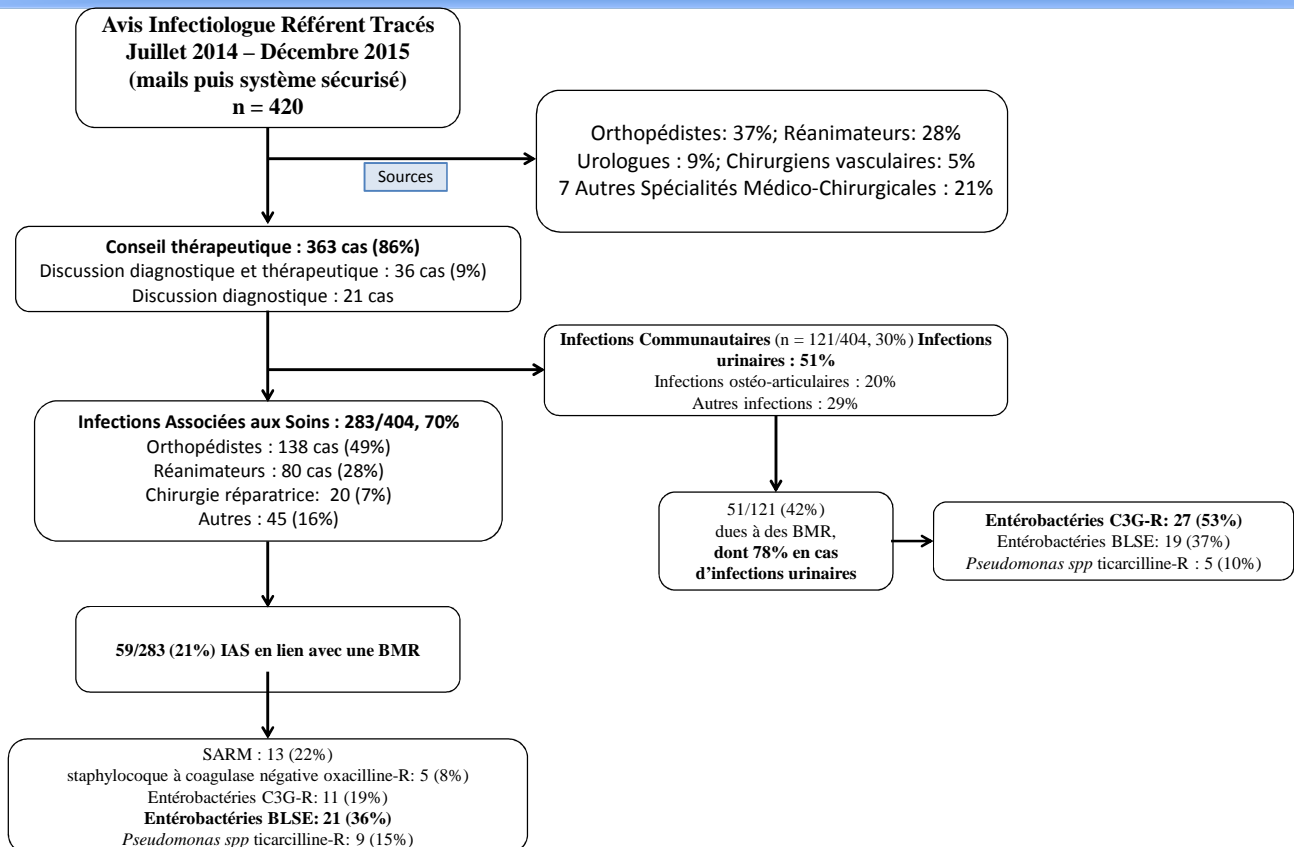 Avis Infectiologue Référent Tracés
Juillet 2014 – Décembre 2015
(mails puis système sécurisé)
n = 420
Sources
Orthopédistes: 37%; Réanimateurs: 28%
Urologues : 9%; Chirurgiens vasculaires: 5%
7 Autres Spécialités Médico-Chirurgicales : 21%
Conseil thérapeutique : 363 cas (86%)
Discussion diagnostique et thérapeutique : 36 cas (9%)
Discussion diagnostique : 21 cas
Infections Communautaires (n = 121/404, 30%) Infections
urinaires : 51%
Infections ostéo-articulaires : 20%
Autres infections : 29%
Infections Associées aux Soins : 283/404, 70%
Orthopédistes : 138 cas (49%)
Réanimateurs : 80 cas (28%)
Chirurgie réparatrice: 20 (7%)
Autres : 45 (16%)
51/121 (42%)
dues à des BMR,
dont 78% en cas
d'infections urinaires
Entérobactéries C3G-R: 27 (53%)
Entérobactéries BLSE: 19 (37%)
Pseudomonas spp ticarcilline-R : 5 (10%)
59/283 (21%) IAS en lien avec une BMR
SARM : 13 (22%)
staphylocoque à coagulase négative oxacilline-R: 5 (8%)
Entérobactéries C3G-R: 11 (19%)
Entérobactéries BLSE: 21 (36%)
Pseudomonas spp ticarcilline-R: 9 (15%)